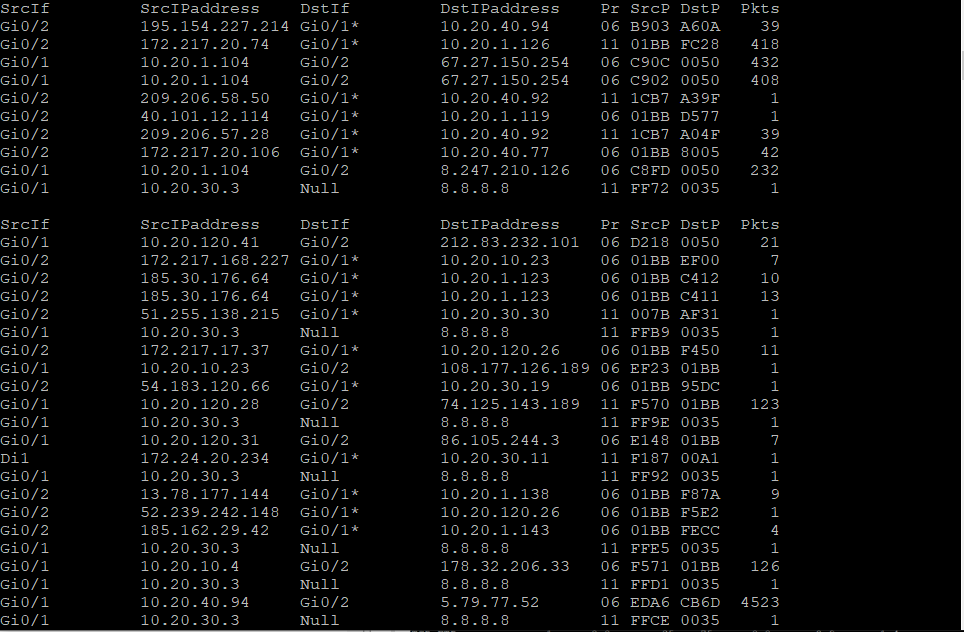 SrcIf SrcIPaddress DstIf DstIPaddress Pr SrcP DstP Pkts
Gi0/2 195.154.227.214 Gi0/1* 10.20.40.94 06 B903 A60A 39
Gi0/2 172.217.20.74 Gi0/1* 10.20.1.126 11 01BB FC28 418
Gi0/1 10.20.1.104 Gi0/2 67.27.150.254 06 C90C 0050 432
Gi0/1 10.20.1.104 Gi0/2 67.27.150.254 06 C902 0050 408
Gi0/2 209.206.58.50 Gi0/1* 10.20.40.92 11 1CB7 A39F 1
Gi0/2 40.101.12.114 Gi0/1* 10.20.1.119 06 01BB D577 1
Gi0/2 209.206.57.28 Gi0/1* 10.20.40.92 11 1CB7 A04F 39
Gi0/2 172.217.20.106 Gi0/1* 10.20.40.77 06 01BB 8005 42
Gi0/1 10.20.1.104 Gi0/2 8.247.210.126 06 C8FD 0050 232
Gi0/1 10.20.30.3 Null 8.8.8.8 11 FF72 0035 1
SrcIf SrcIPaddress DstIf DstIPaddress Pr SrcP DstP Pkts
Gi0/1 10.20.120.41 Gi0/2 212.83.232.101 06 D218 0050 21
Gi0/2 172.217.168.227 Gi0/1* 10.20.10.23 06 01BB EF00 7
Gi0/2 185.30.176.64 Gi0/1* 10.20.1.123 06 01BB C412 10
Gi0/2 185.30.176.64 Gi0/1* 10.20.1.123 06 01BB C411 13
Gi0/2 51.255.138.215 Gi0/1* 10.20.30.30 11 007B AF31 1
Gi0/1 10.20.30.3 Null 8.8.8.8 11 FFB9 0035 1
Gi0/2 172.217.17.37 Gi0/1* 10.20.120.26 06 01BB F450 11
Gi0/1 10.20.10.23 Gi0/2 108.177.126.189 06 EF23 01BB 1
Gi0/2 54.183.120.66 Gi0/1* 10.20.30.19 06 01BB 95DC 1
Gi0/1 10.20.120.28 Gi0/2 74.125.143.189 11 F570 01BB 123
Gi0/1 10.20.30.3 Null 8.8.8.8 11 FF9E 0035 1
Gi0/1 10.20.120.31 Gi0/2 86.105.244.3 06 E148 01BB 7
Di1 172.24.20.234 Gi0/1* 10.20.30.11 11 F187 00A1 1
Gi0/1 10.20.30.3 Null 8.8.8.8 11 FF92 0035 1
Gi0/2 13.78.177.144 Gi0/1* 10.20.1.138 06 01BB F87A 9
Gi0/2 52.239.242.148 Gi0/1* 10.20.120.26 06 01BB F5E2 1
Gi0/2 185.162.29.42 Gi0/1* 10.20.1.143 06 01BB FECC 4
Gi0/1 10.20.30.3 Null 8.8.8.8 11 FFE5 0035 1
Gi0/1 10.20.10.4 Gi0/2 178.32.206.33 06 F571 01BB 126
Gi0/1 10.20.30.3 Null 8.8.8.8 11 FFD1 0035 1
Gi0/1 10.20.40.94 Gi0/2 5.79.77.52 06 EDA6 CB6D 4523
Gi0/1 10.20.30.3 Null 8.8.8.8 11 FFCE 0035 1